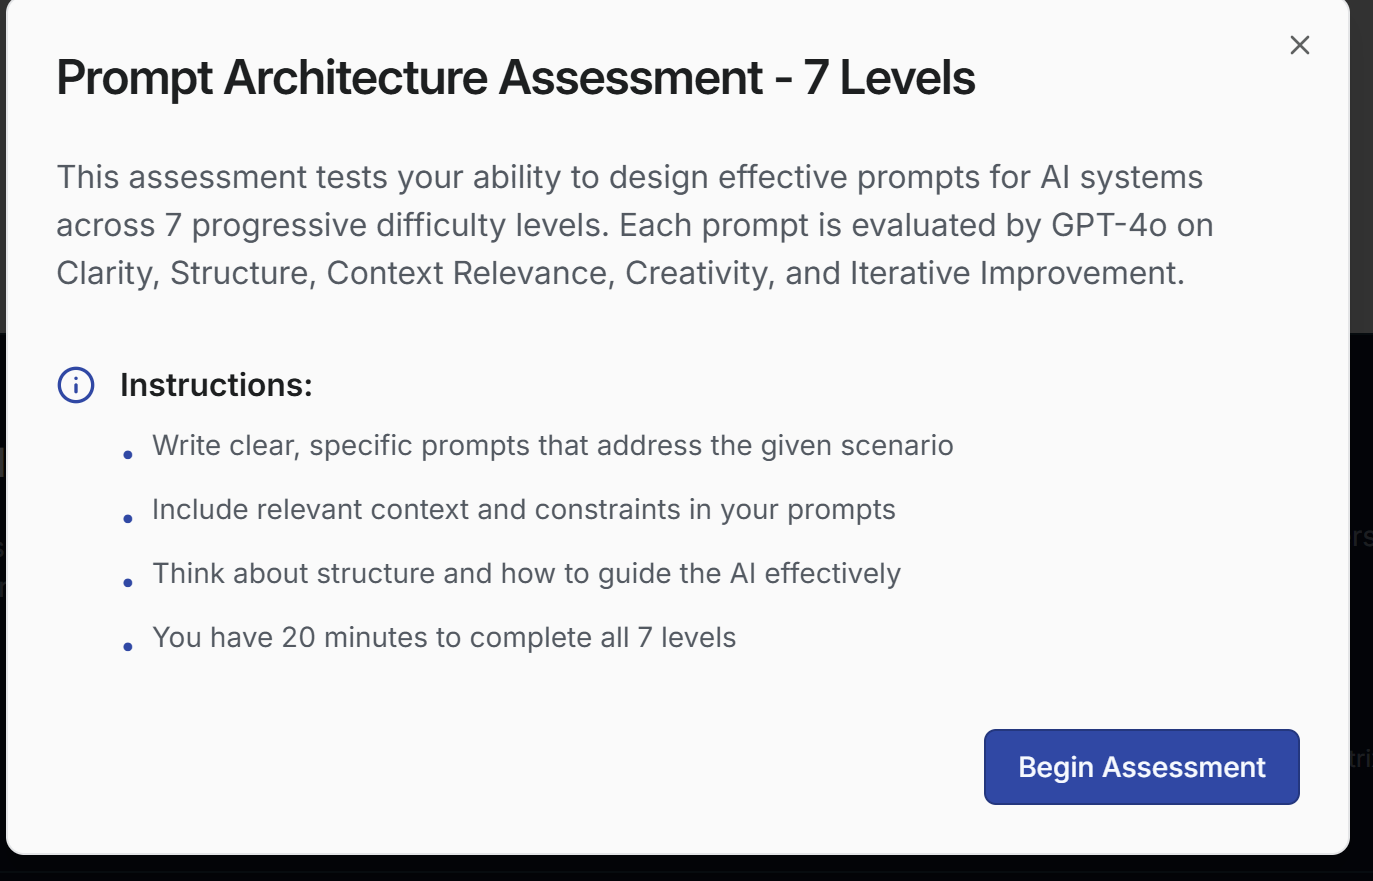 Prompt Architecture Assessment - 7 Levels
This assessment tests your ability to design effective prompts for AI systems
across 7 progressive difficulty levels. Each prompt is evaluated by GPT-4o on
Clarity, Structure, Context Relevance, Creativity, and Iterative Improvement.
Instructions:
• Write clear, specific prompts that address the given scenario
• Include relevant context and constraints in your prompts
• Think about structure and how to guide the AI effectively
• You have 20 minutes to complete all 7 levels
Begin Assessment